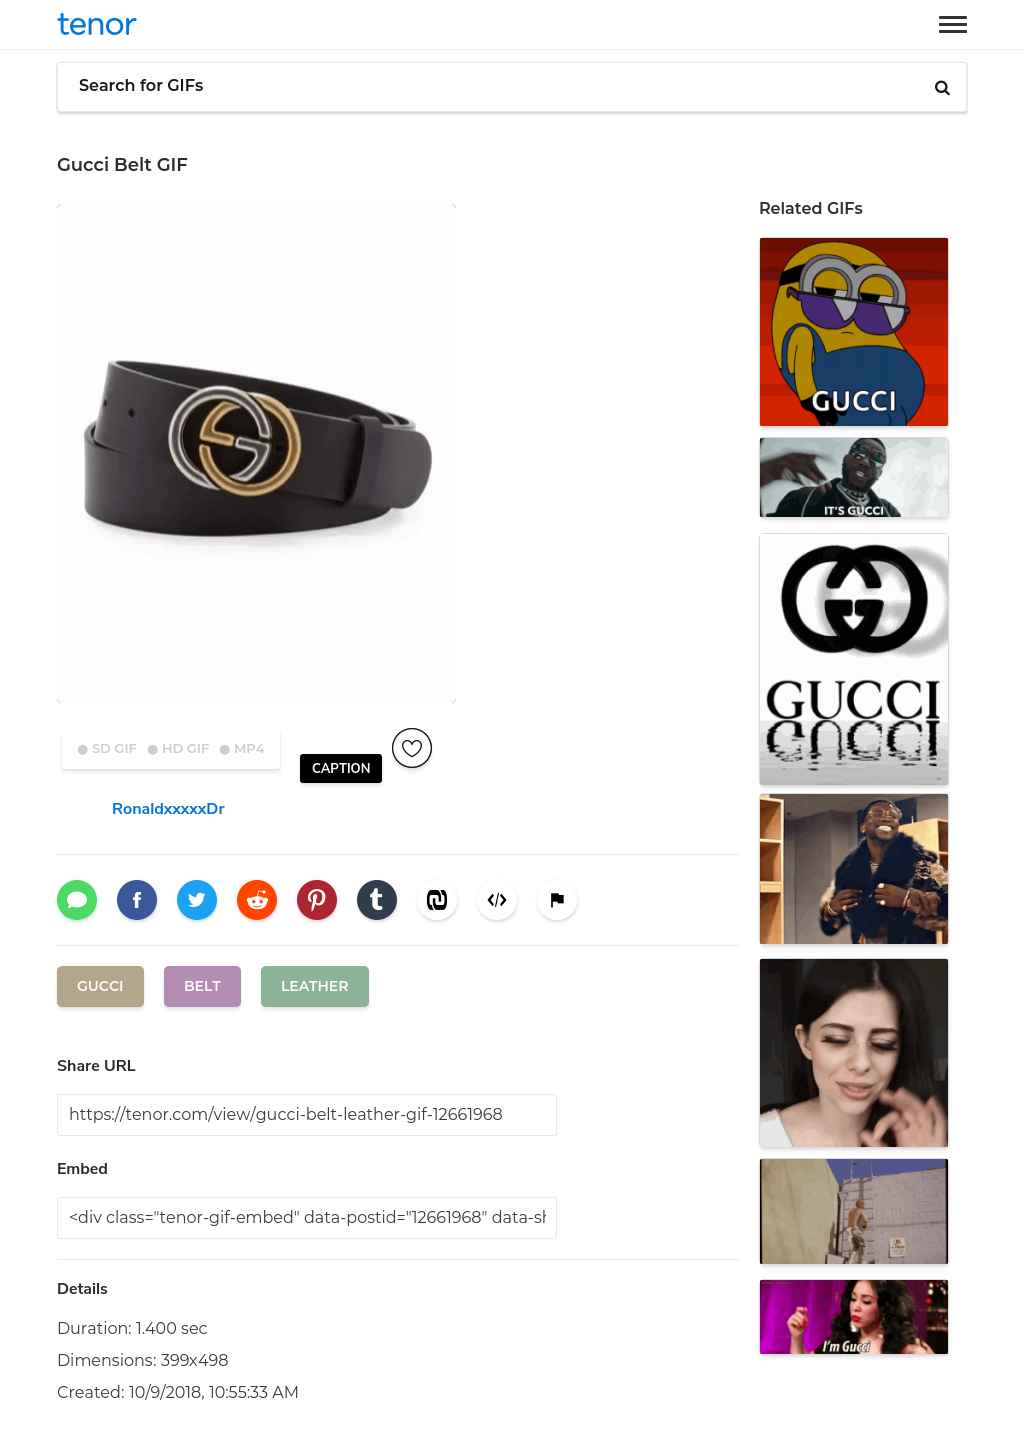 tenor
Search for GIFs
Gucci Belt GIF
Related GIFs
GUCCI
IT'S GUCCI
GUCCI
SD GIF HD GIF MP4
CAPTION
RonaldxxxxxDr
GUCCI BELT LEATHER
Share URL
https://tenor.com/view/gucci-belt-leather-gif-12661968
Embed
<div class="tenor-gif-embed" data-postid="12661968" data-sh
I'm Gucci
Details
Duration: 1.400 sec
Dimensions: 399x498
Created: 10/9/2018, 10:55:33 AM